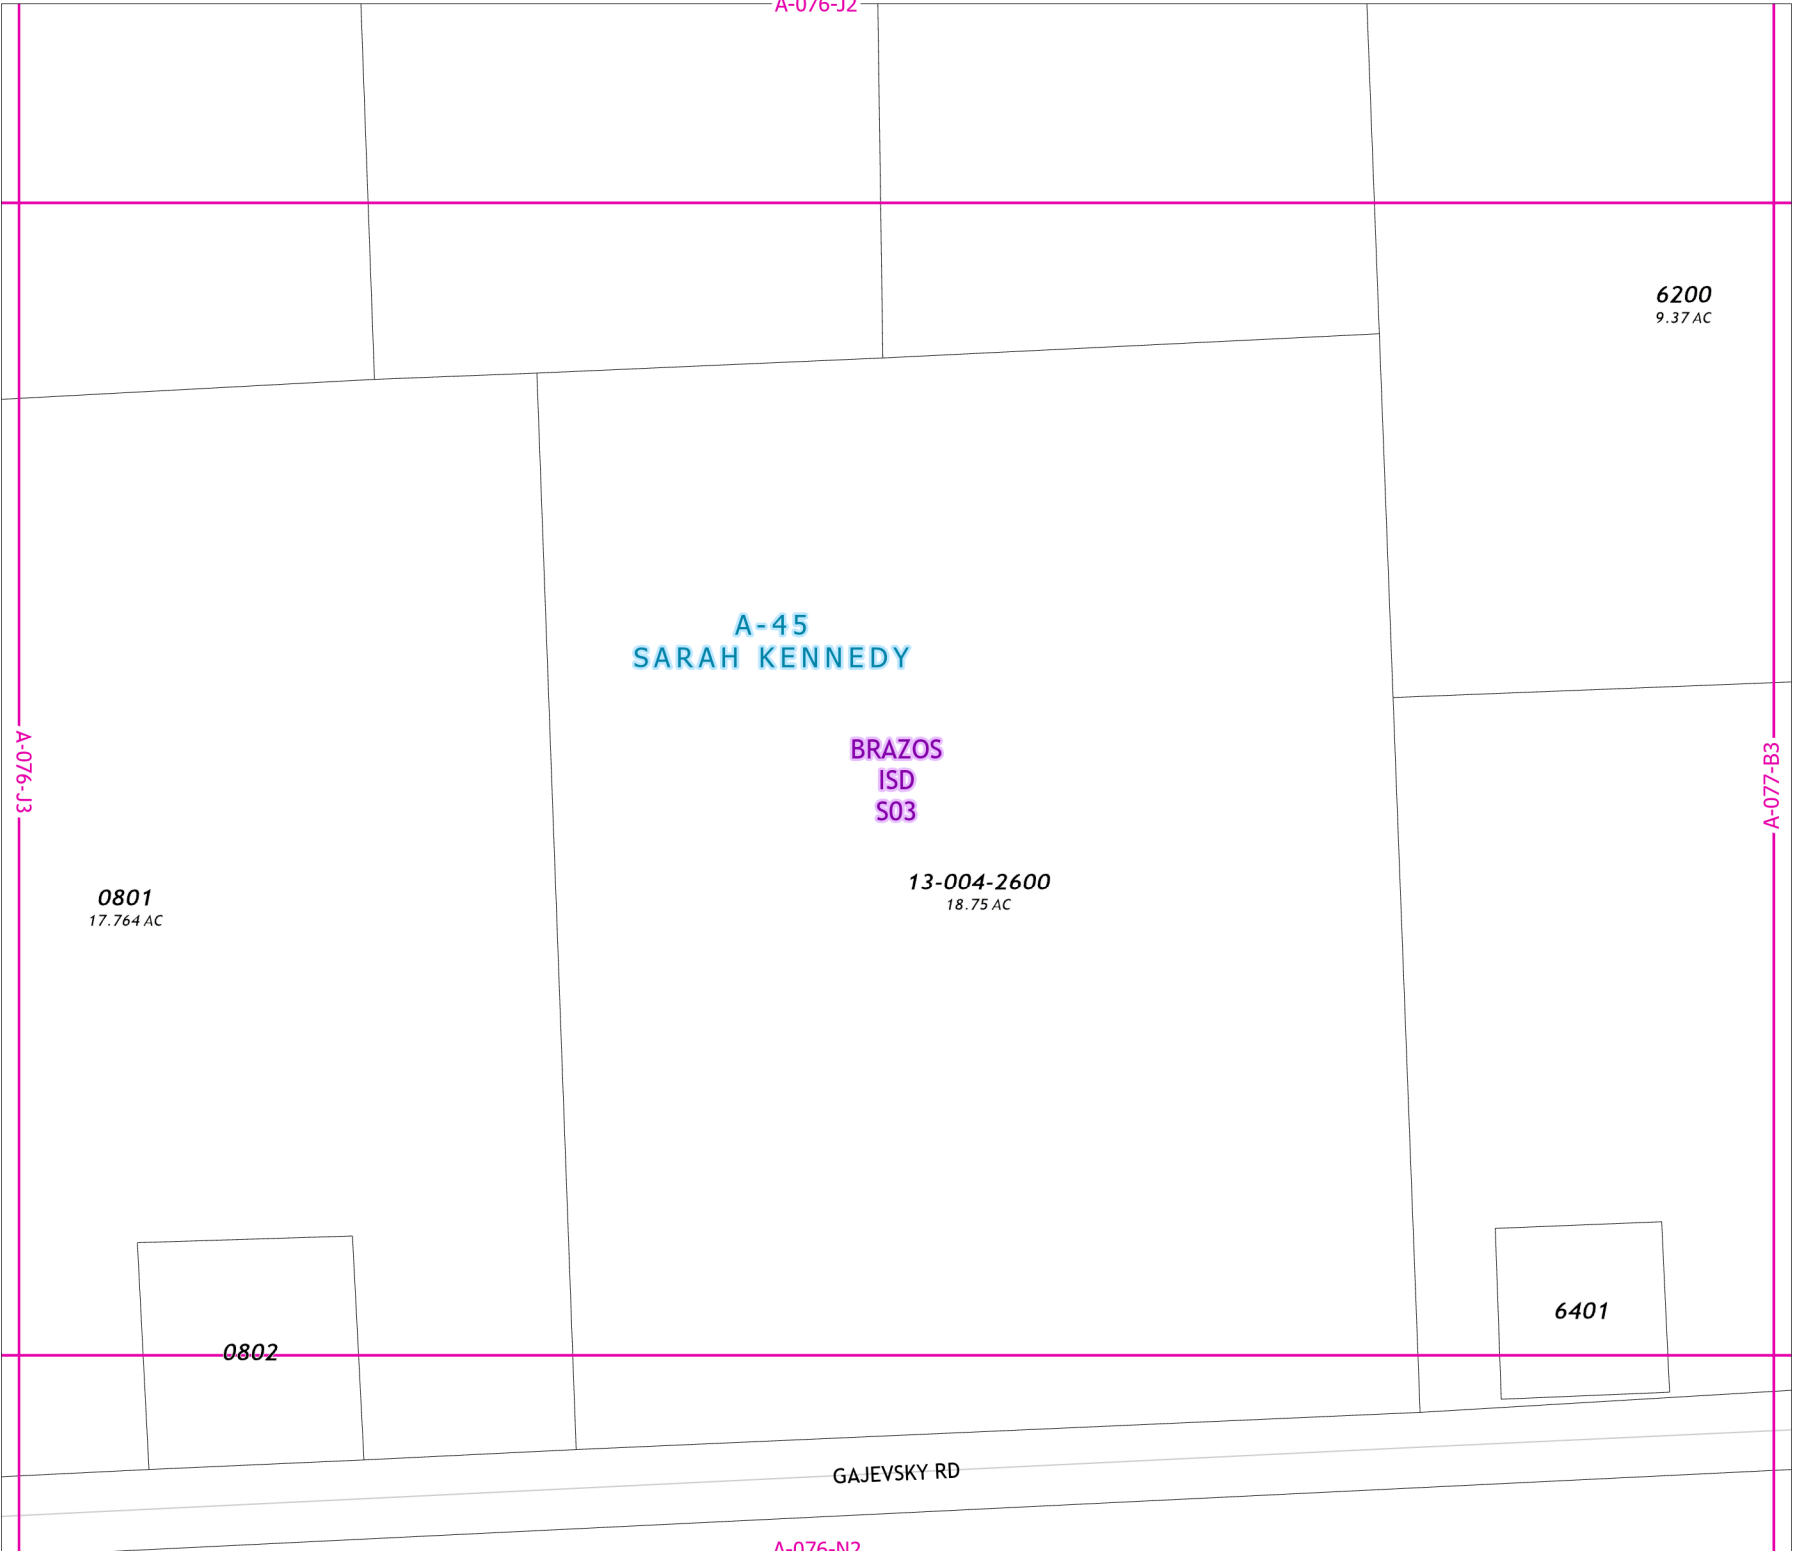 A-076-J2
6200
9.37 AC
A-45
SARAH KENNEDY
BRAZOS
ISD
S03
A-076-J3
A-077-B3
13-004-2600
18.75 AC
0801
17.764 AC
6401
0802
GAJEVSKY RD
A-076-N2